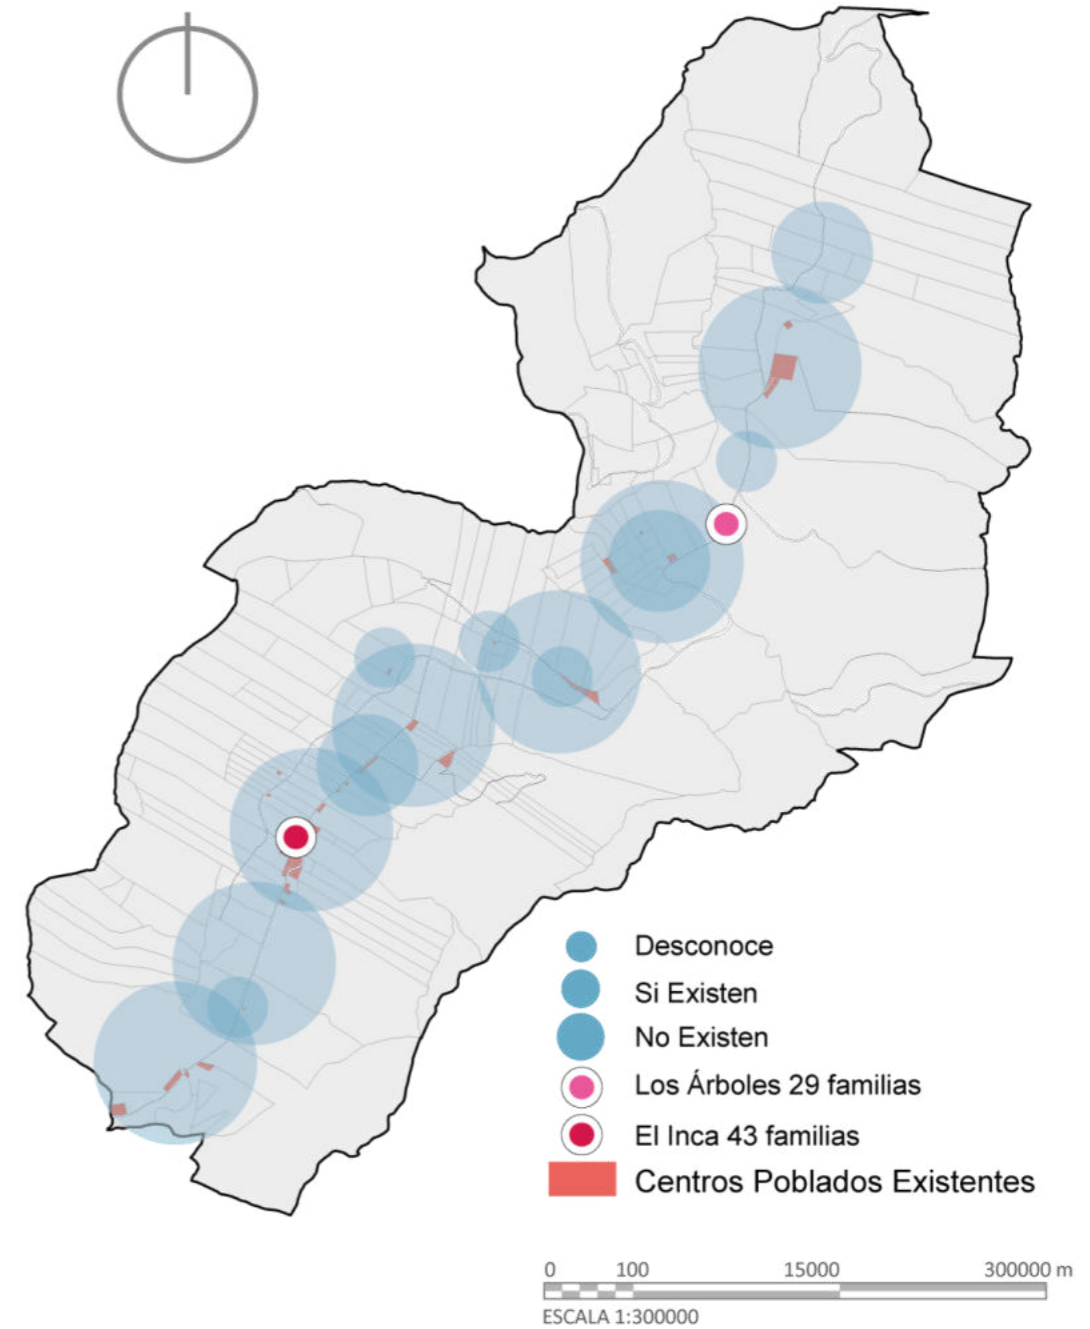 Desconoce
Si Existen
No Existen
Los Árboles 29 familias
El Inca 43 familias
Centros Poblados Existentes
0 100 15000 300000 m
ESCALA 1:300000